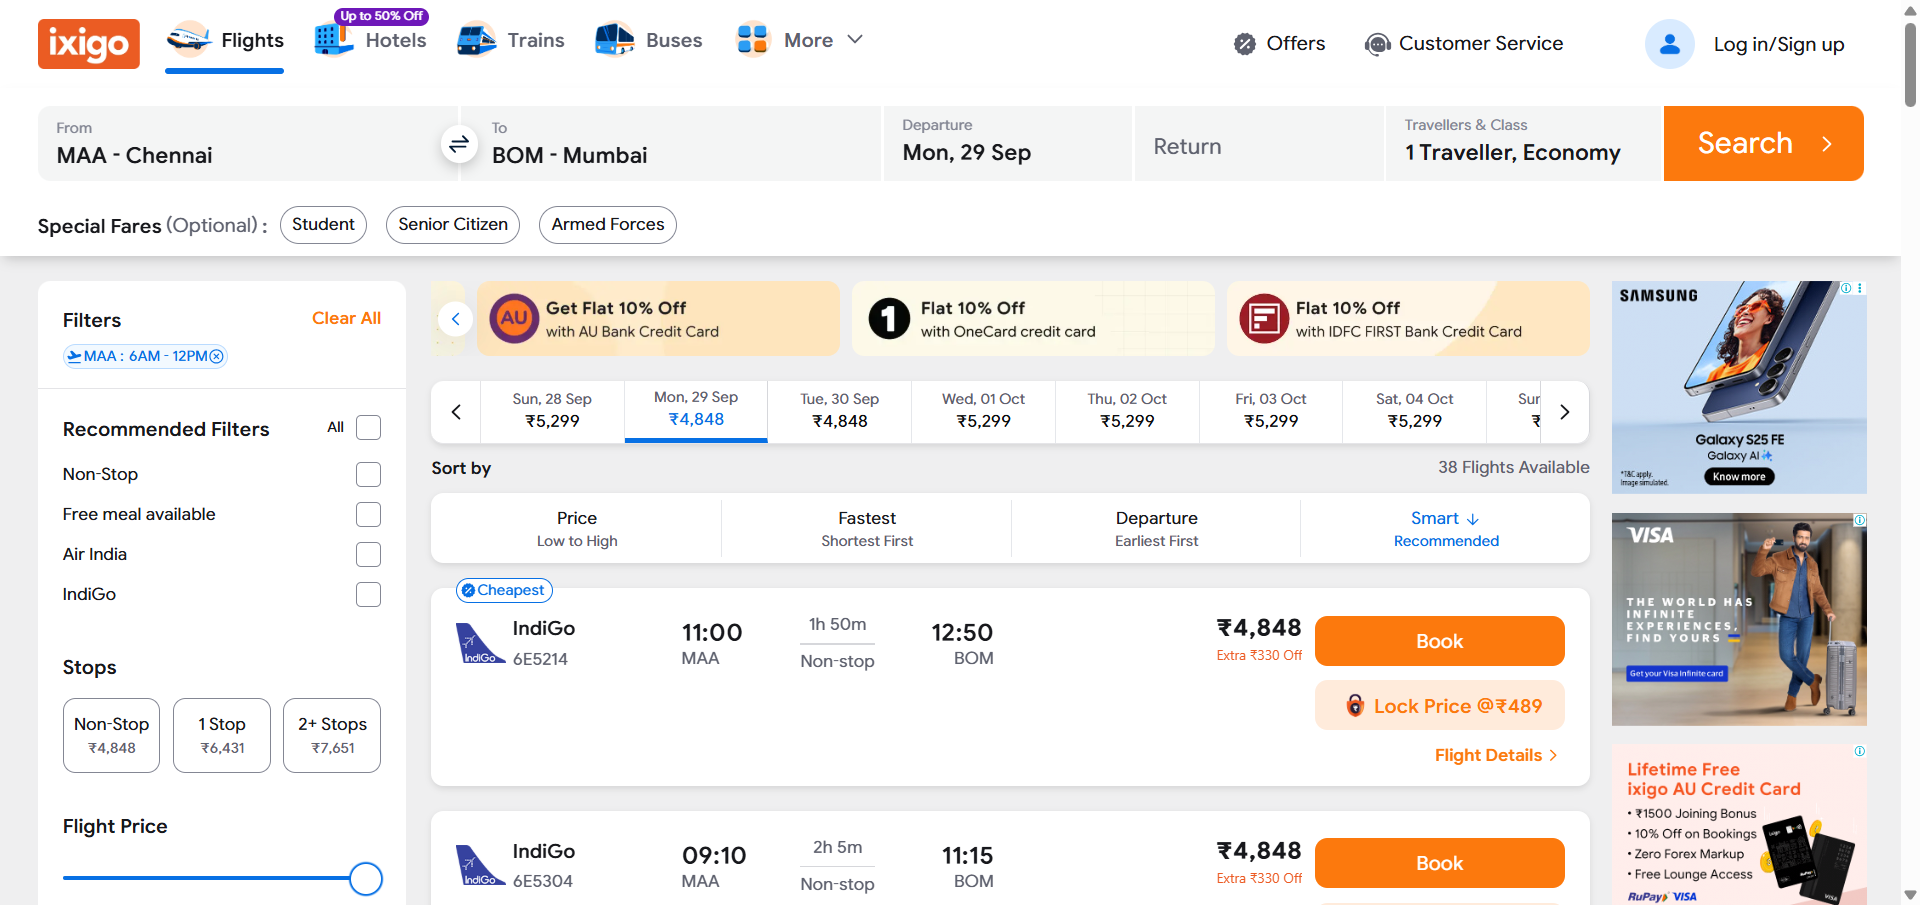 ixigo
Flights
Up to 50% Off
Hotels
Trains
Buses
More
Offers
Customer Service
Log in/Sign up
From
MAA - Chennai
To
BOM - Mumbai
Departure
Mon, 29 Sep
Return
Travellers & Class
1 Traveller, Economy
Search
Special Fares (Optional) :
Student
Senior Citizen
Armed Forces
Filters
Clear All
MAA : 6AM - 12PM
Recommended Filters
All
Non-Stop
Free meal available
Air India
IndiGo
Stops
Non-Stop
₹4,848
1 Stop
₹6,431
2+ Stops
₹7,651
Flight Price
AU
Get Flat 10% Off
with AU Bank Credit Card
1
Flat 10% Off
with OneCard credit card
Flat 10% Off
with IDFC FIRST Bank Credit Card
Sun, 28 Sep
₹5,299
Mon, 29 Sep
₹4,848
Tue, 30 Sep
₹4,848
Wed, 01 Oct
₹5,299
Thu, 02 Oct
₹5,299
Fri, 03 Oct
₹5,299
Sat, 04 Oct
₹5,299
Sur
₹
Sort by
38 Flights Available
Price
Low to High
Fastest
Shortest First
Departure
Earliest First
Smart
Recommended
Cheapest
IndiGo
IndiGo
6E5214
11:00
MAA
1h 50m
Non-stop
12:50
BOM
₹4,848
Extra ₹330 Off
Book
Lock Price @₹489
Flight Details
IndiGo
IndiGo
6E5304
09:10
MAA
2h 5m
Non-stop
11:15
BOM
₹4,848
Extra ₹330 Off
Book
SAMSUNG
Galaxy S25 FE
Galaxy AI
*T&C apply.
Image simulated.
Know more
VISA
THE WORLD HAS
INFINITE
EXPERIENCES,
FIND YOURS
Get your Visa Infinite card
Lifetime Free
ixigo AU Credit Card
• ₹1500 Joining Bonus
• 10% Off on Bookings
• Zero Forex Markup
• Free Lounge Access
RuPay VISA